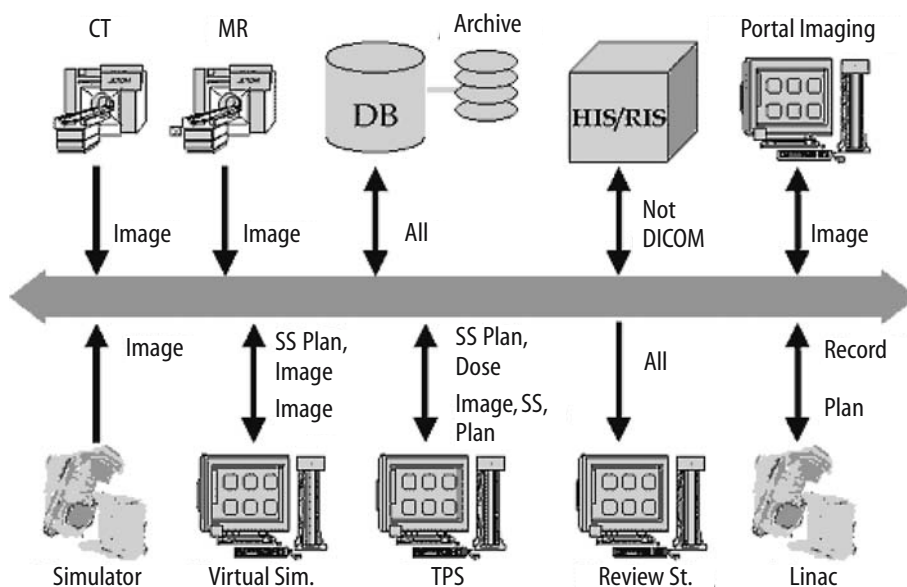 CT
MR
Archive
Portal Imaging
DB
HIS/RIS
Image
Image
All
Not
DICOM
Image
Image
SS Plan,
Image
Image
SS Plan,
Dose
Image, SS,
Plan
All
Record
Plan
Simulator
Virtual Sim.
TPS
Review St.
Linac